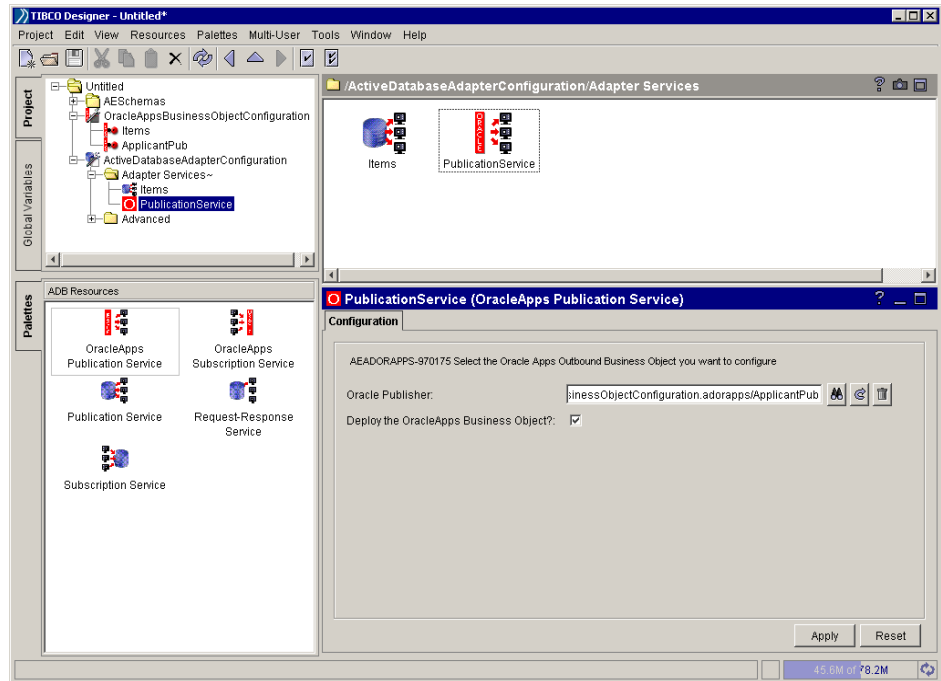 TIBCO Designer - Untitled*
Project Edit View Resources Palettes Multi-User Tools Window Help
Project
Global Variables
Untitled
AESchemas
OracleAppsBusinessObjectConfiguration
Items
ApplicantPub
ActiveDatabaseAdapterConfiguration
Adapter Services~
Items
PublicationService
Advanced
/ActiveDatabaseAdapterConfiguration/Adapter Services
Items
ORACLE
PublicationService
Palettes
ADB Resources
OracleApps
Publication Service
OracleApps
Subscription Service
Publication Service
Request-Response
Service
Subscription Service
PublicationService (OracleApps Publication Service)
Configuration
AEADORAPPS-970175 Select the Oracle Apps Outbound Business Object you want to configure
Oracle Publisher: sinessObjectConfiguration.adorapps/ApplicantPub
Deploy the OracleApps Business Object?:
Apply Reset
45.6M of 78.2M